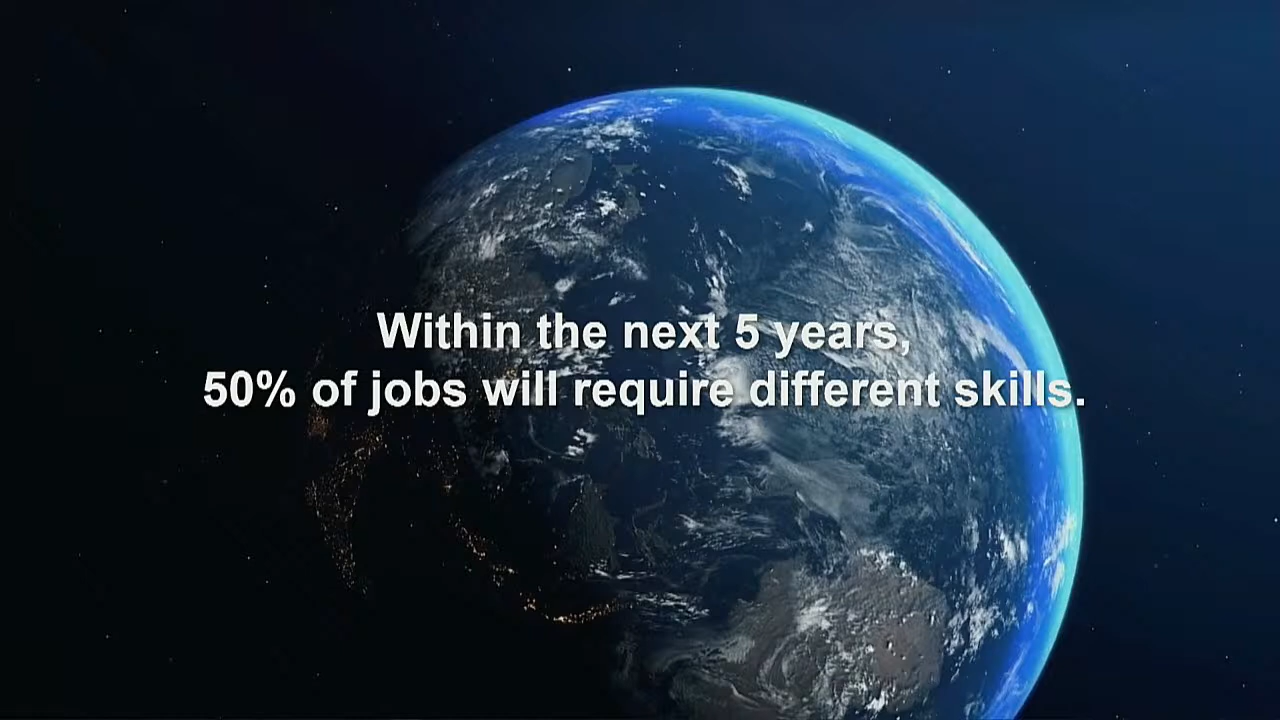 Within the next 5 years,
50% of jobs will require different skills.